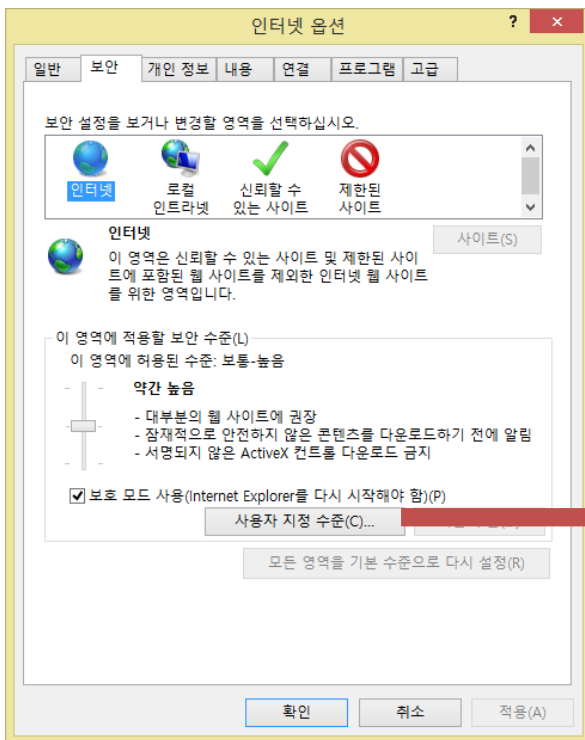 인터넷 옵션
?
×
일반 보안 개인 정보 내용 연결 프로그램 고급
보안 설정을 보거나 변경할 영역을 선택하십시오.
인터넷 로컬 신뢰할 수 제한된
인트라넷 있는 사이트 사이트
인터넷
사이트(S)
이 영역은 신뢰할 수 있는 사이트 및 제한된 사이
트에 포함된 웹 사이트를 제외한 인터넷 웹 사이트
를 위한 영역입니다.
이 영역에 적용할 보안 수준(L)
이 영역에 허용된 수준: 보통-높음
약간 높음
- 대부분의 웹 사이트에 권장
- 잠재적으로 안전하지 않은 콘텐츠를 다운로드하기 전에 알림
- 서명되지 않은 ActiveX 컨트롤 다운로드 금지
보호 모드 사용(Internet Explorer를 다시 시작해야 함)(P)
사용자 지정 수준(C)...
모든 영역을 기본 수준으로 다시 설정(R)
확인 취소 적용(A)